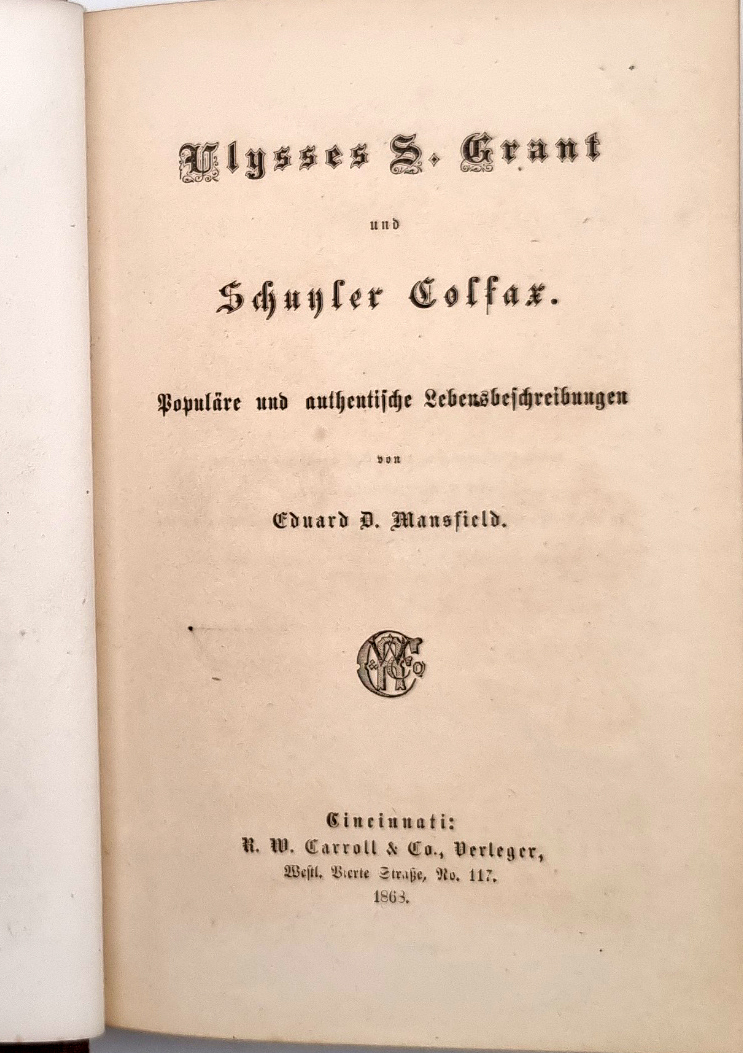 Ulysses S. Grant
und
Schuyler Colfax.
Populäre und authentische Lebensbeschreibungen
von
Eduard D. Mansfield.
Cincinnati:
R. W. Carroll & Co., Verleger,
Westl. Vierte Straße, No. 117.
1868.